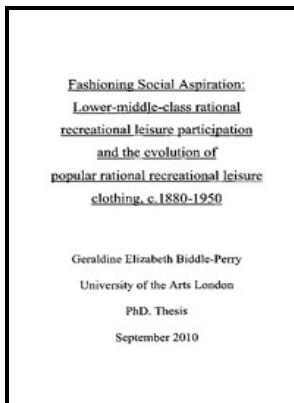 Fashioning Social Aspiration:
Lower-middle-class rational
recreational leisure participation
and the evolution of
popular rational recreational leisure
clothing, c.1880-1950
Geraldine Elizabeth Biddle-Perry
University of the Arts London
PhD. Thesis
September 2010